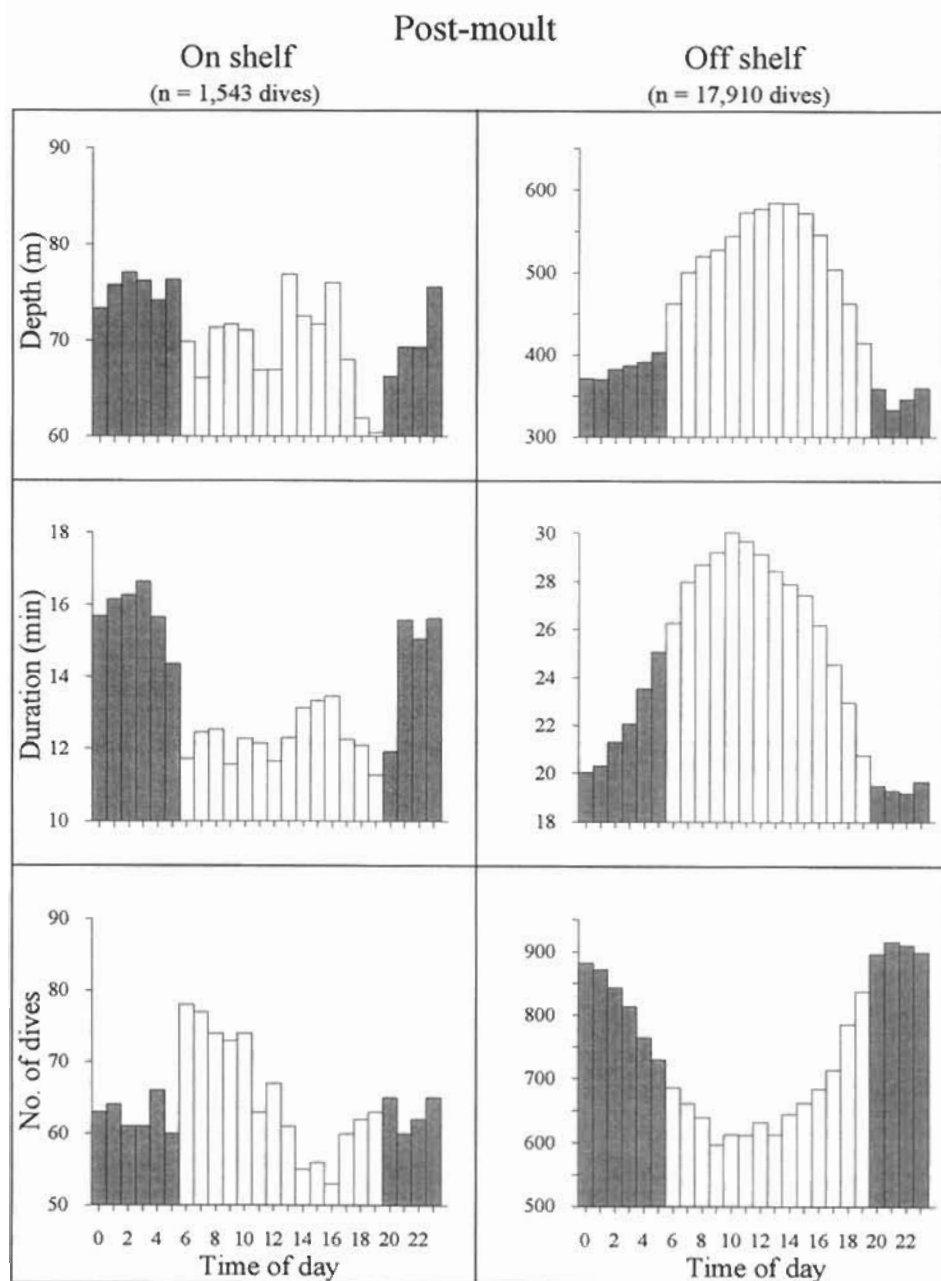 Post-moult
On shelf
(n = 1,543 dives)
Off shelf
(n = 17,910 dives)
Depth (m)
90
80
70
60
600
500
400
300
Duration (min)
18
16
14
12
10
30
28
26
24
22
20
18
No. of dives
90
80
70
60
50
900
800
700
600
500
0 2 4 6 8 10 12 14 16 18 20 22
Time of day
0 2 4 6 8 10 12 14 16 18 20 22
Time of day